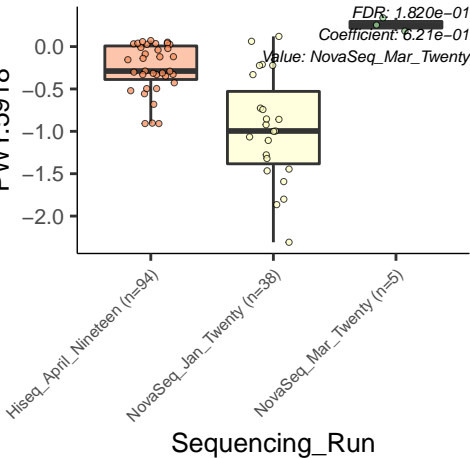 FDR: 1.820e-01
Coefficient: 6.21e-01
Value: NovaSeq_Mar_Twenty
0.0
−0.5
−1.0
−1.5
−2.0
Hiseq_April_Nineteen (n=94)
NovaSeq_Jan_Twenty (n=38)
NovaSeq_Mar_Twenty (n=5)
Sequencing_Run